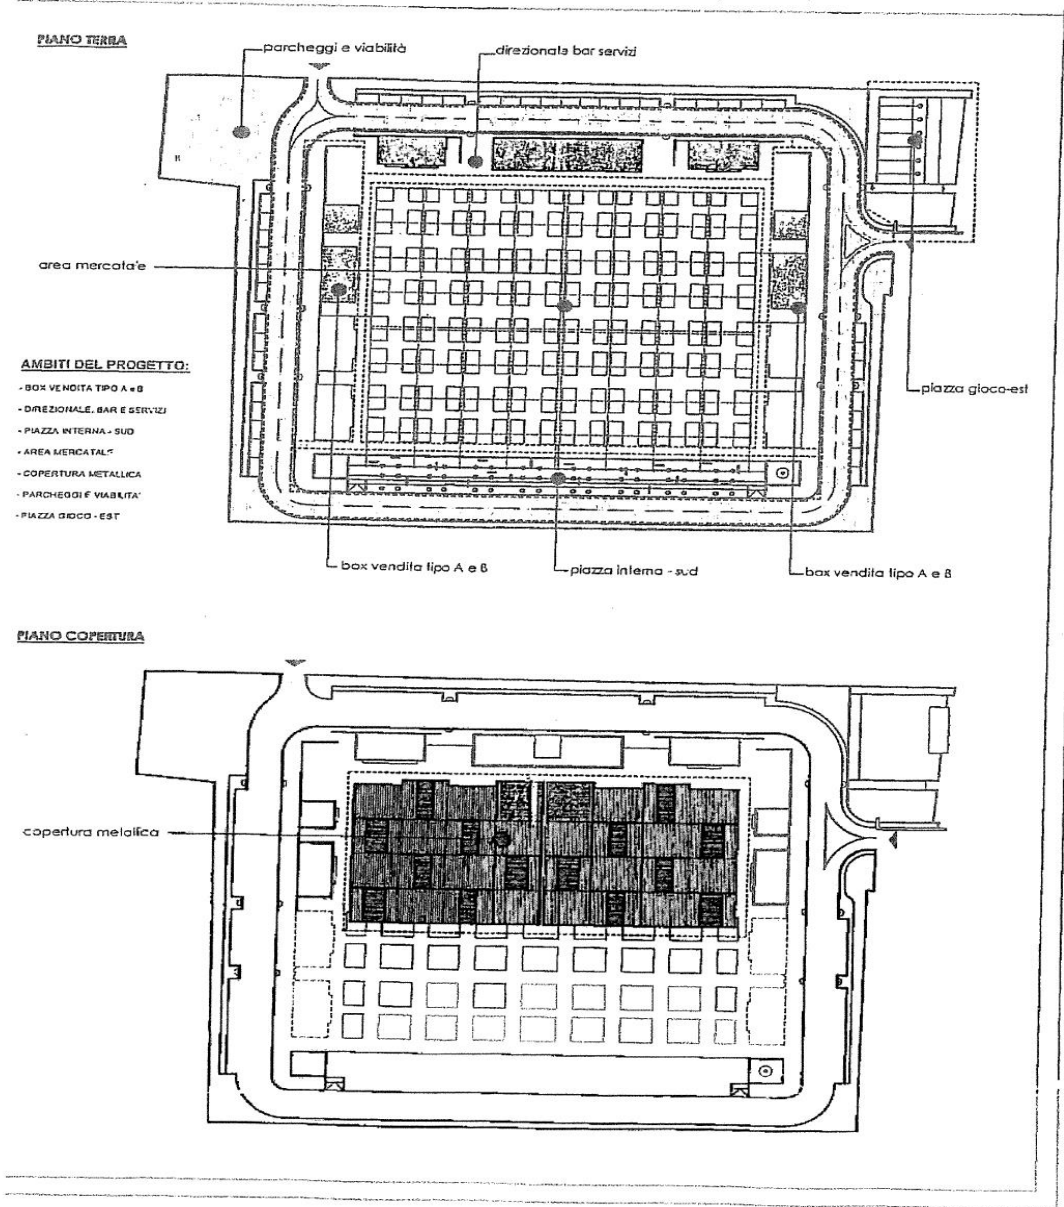 PIANO TERRA
parcheggi e viabilità
direzionale bar servizi
area mercata'e
AMBITI DEL PROGETTO:
- BOX VENDITA TIPO A e B
- DIREZIONALE, BAR E SERVIZI
- PIAZZA INTERNA - SUD
- AREA MERCATALE
- COPERTURA METALLICA
- PARCHEGGI E VIABILITA'
- PIAZZA GIOCO - EST
piazza gioco-est
box vendita tipo A e B
piazza interna - sud
box vendita tipo A e B
PIANO COPERTURA
copertura metallica